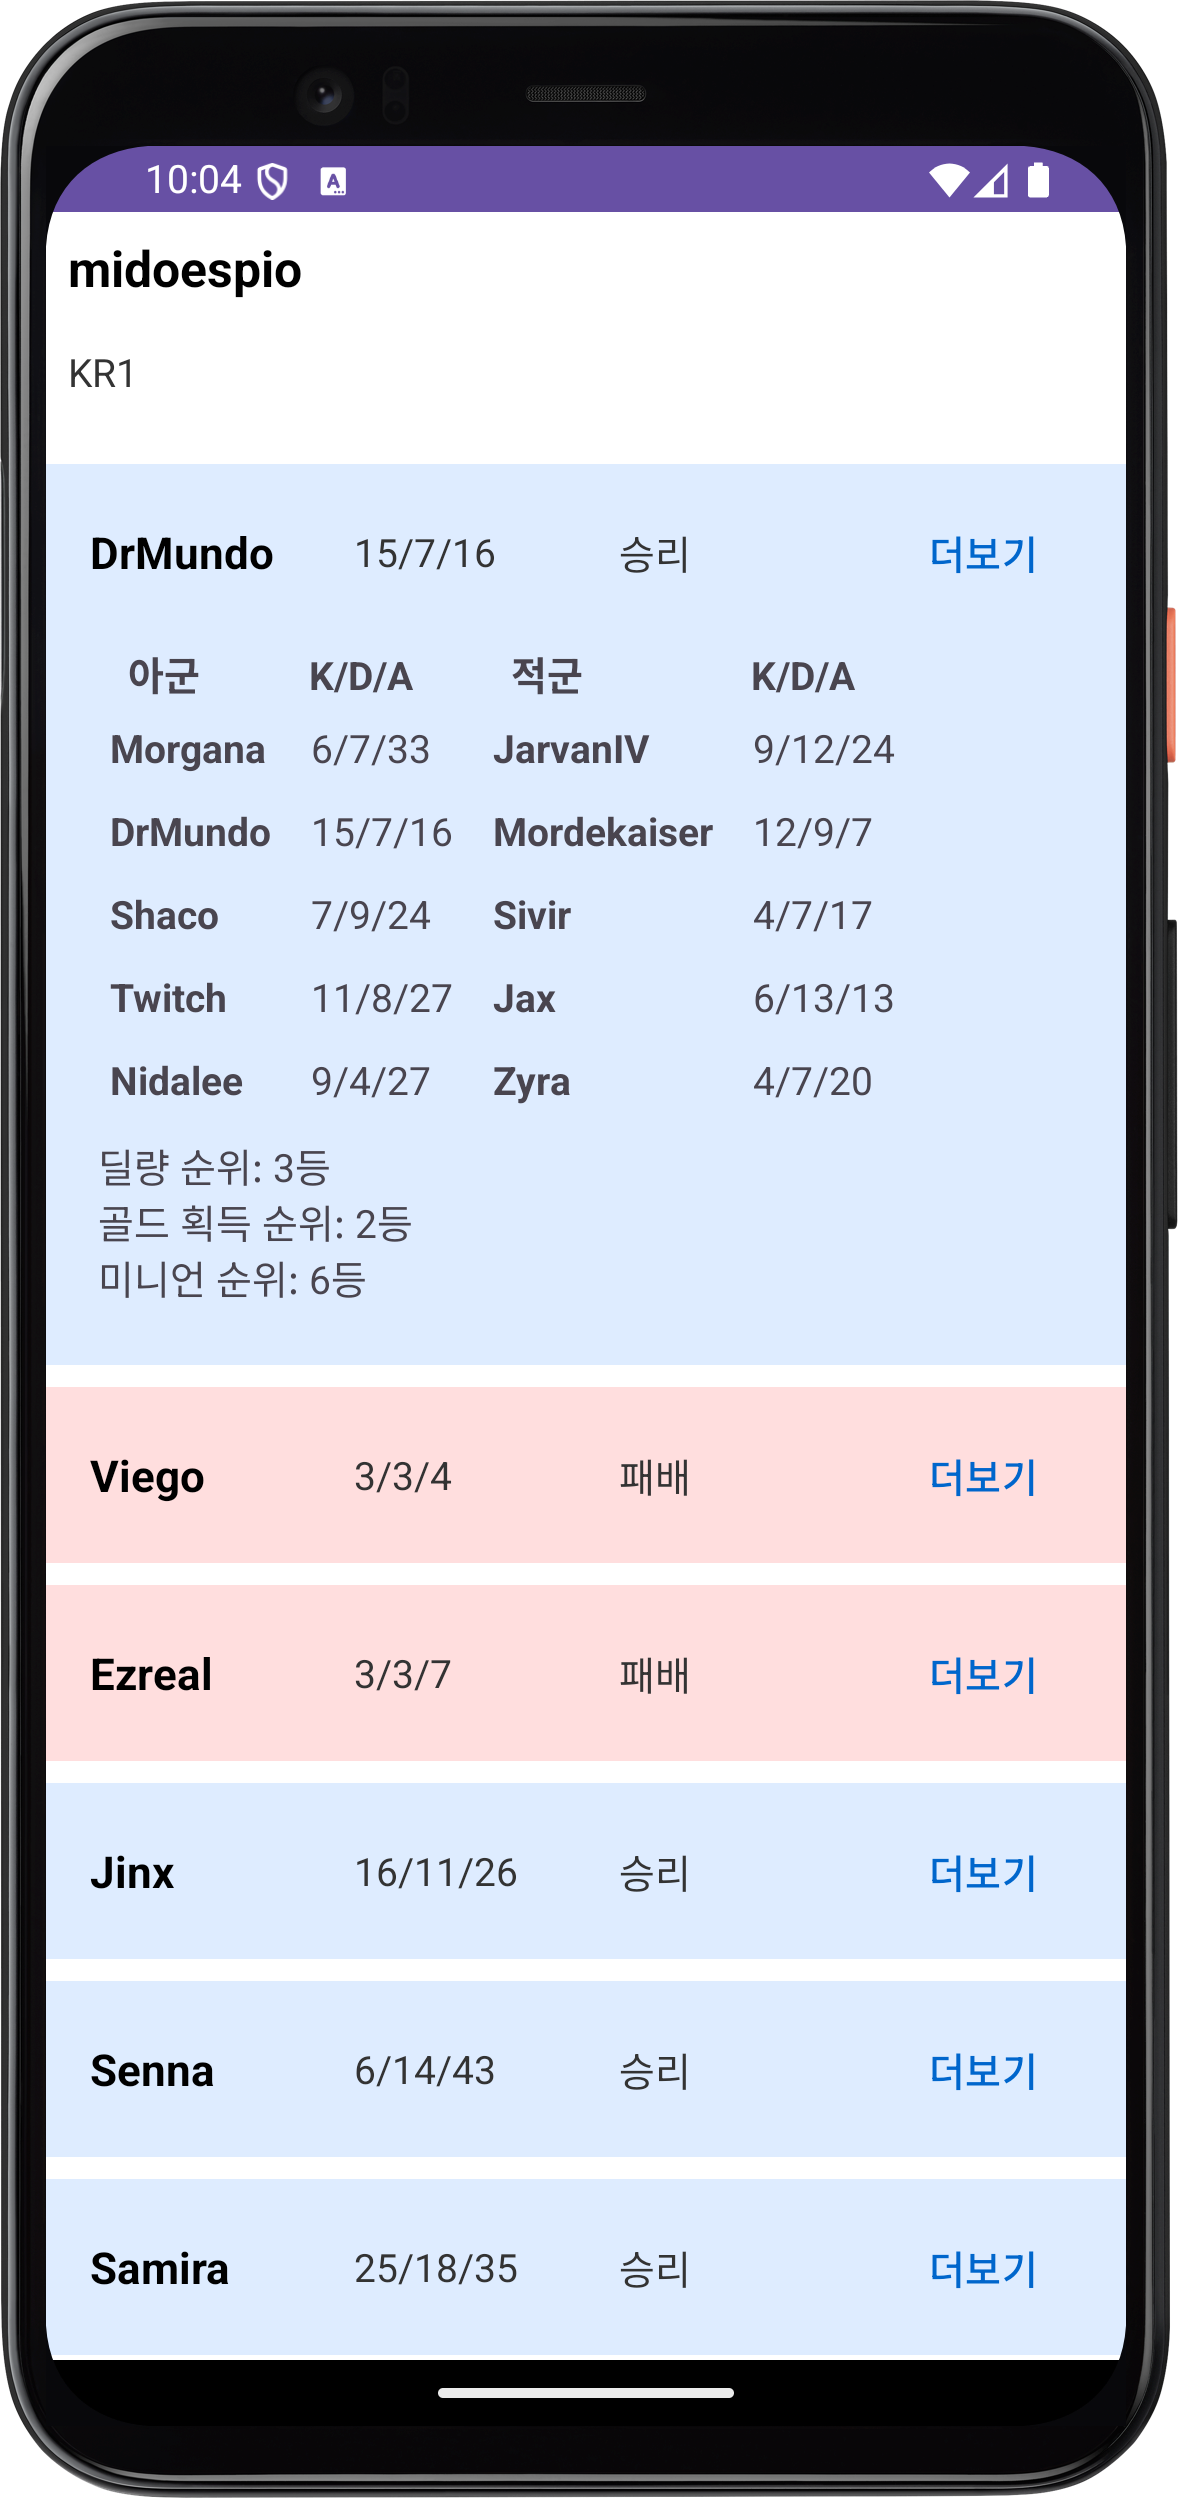 10:04
midoespio
KR1
DrMundo 15/7/16 승리 더보기
아군 K/D/A 적군 K/D/A
Morgana 6/7/33 JarvanIV 9/12/24
DrMundo 15/7/16 Mordekaiser 12/9/7
Shaco 7/9/24 Sivir 4/7/17
Twitch 11/8/27 Jax 6/13/13
Nidalee 9/4/27 Zyra 4/7/20
딜량 순위: 3등
골드 획득 순위: 2등
미니언 순위: 6등
Viego 3/3/4 패배 더보기
Ezreal 3/3/7 패배 더보기
Jinx 16/11/26 승리 더보기
Senna 6/14/43 승리 더보기
Samira 25/18/35 승리 더보기